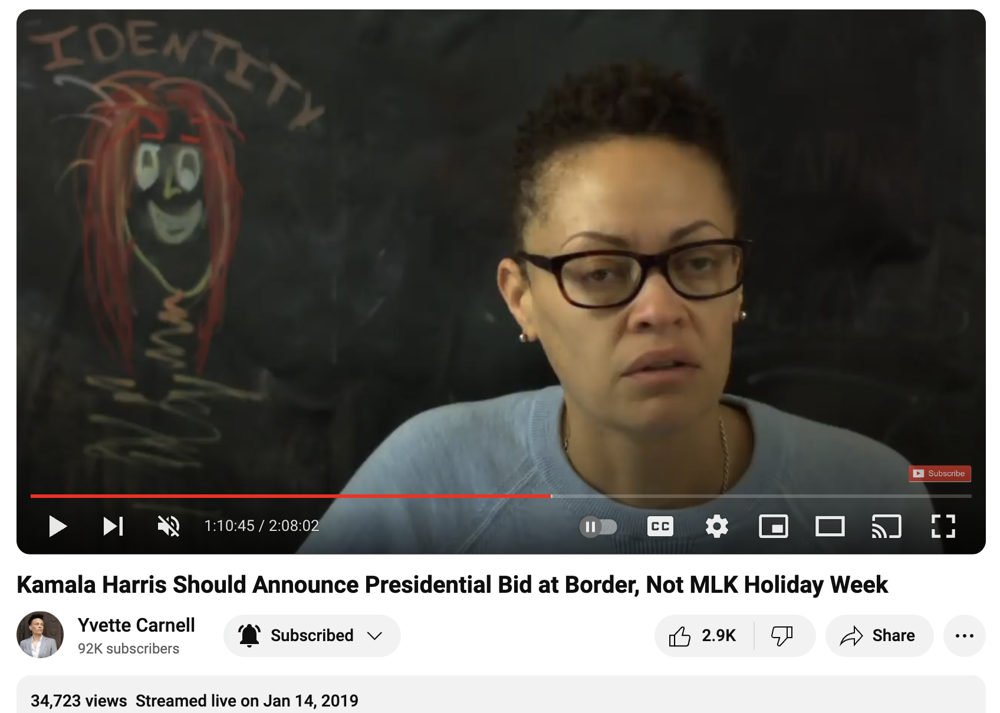 IDENTITY
Subscribe
1:10:45 / 2:08:02
CC
Kamala Harris Should Announce Presidential Bid at Border, Not MLK Holiday Week
Yvette Carnell
92K subscribers
Subscribed
2.9K
Share
34,723 views Streamed live on Jan 14, 2019